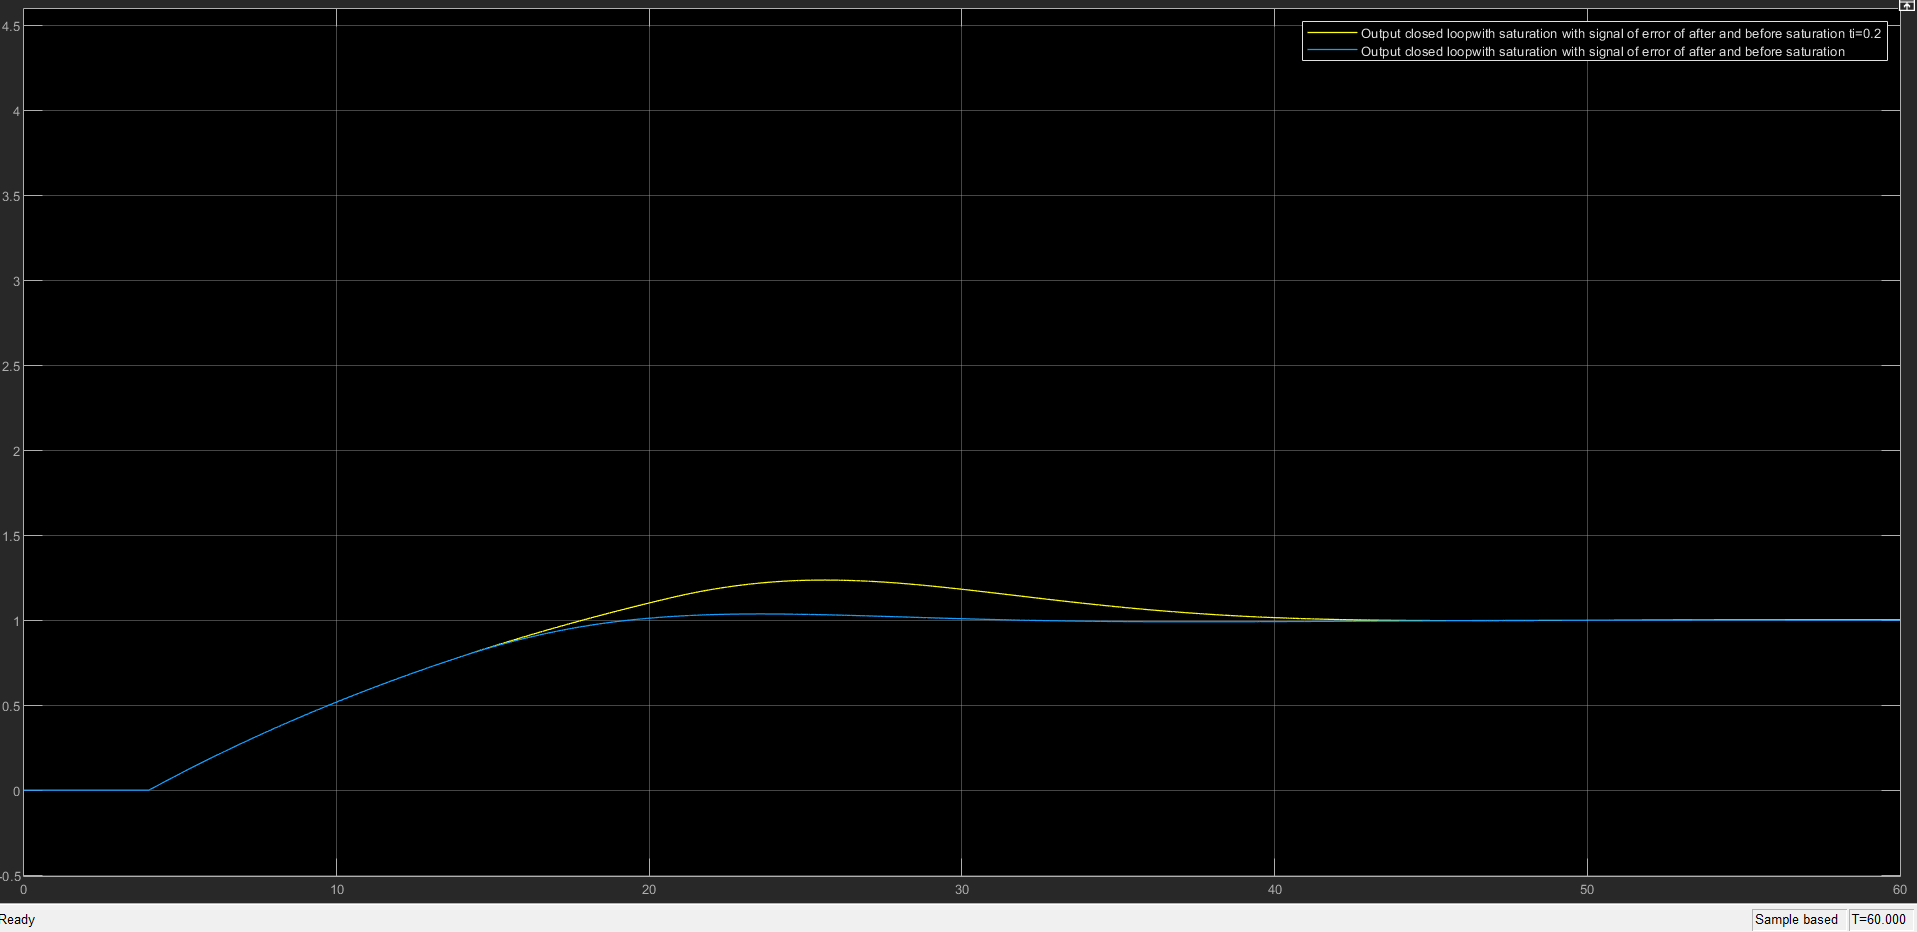 4.5
Output closed loopwith saturation with signal of error of after and before saturation ti=0.2
Output closed loopwith saturation with signal of error of after and before saturation
4
3.5
3
2.5
2
1.5
1
0.5
0
-0.5
0 10 20 30 40 50 60
Ready
Sample based T=60.000